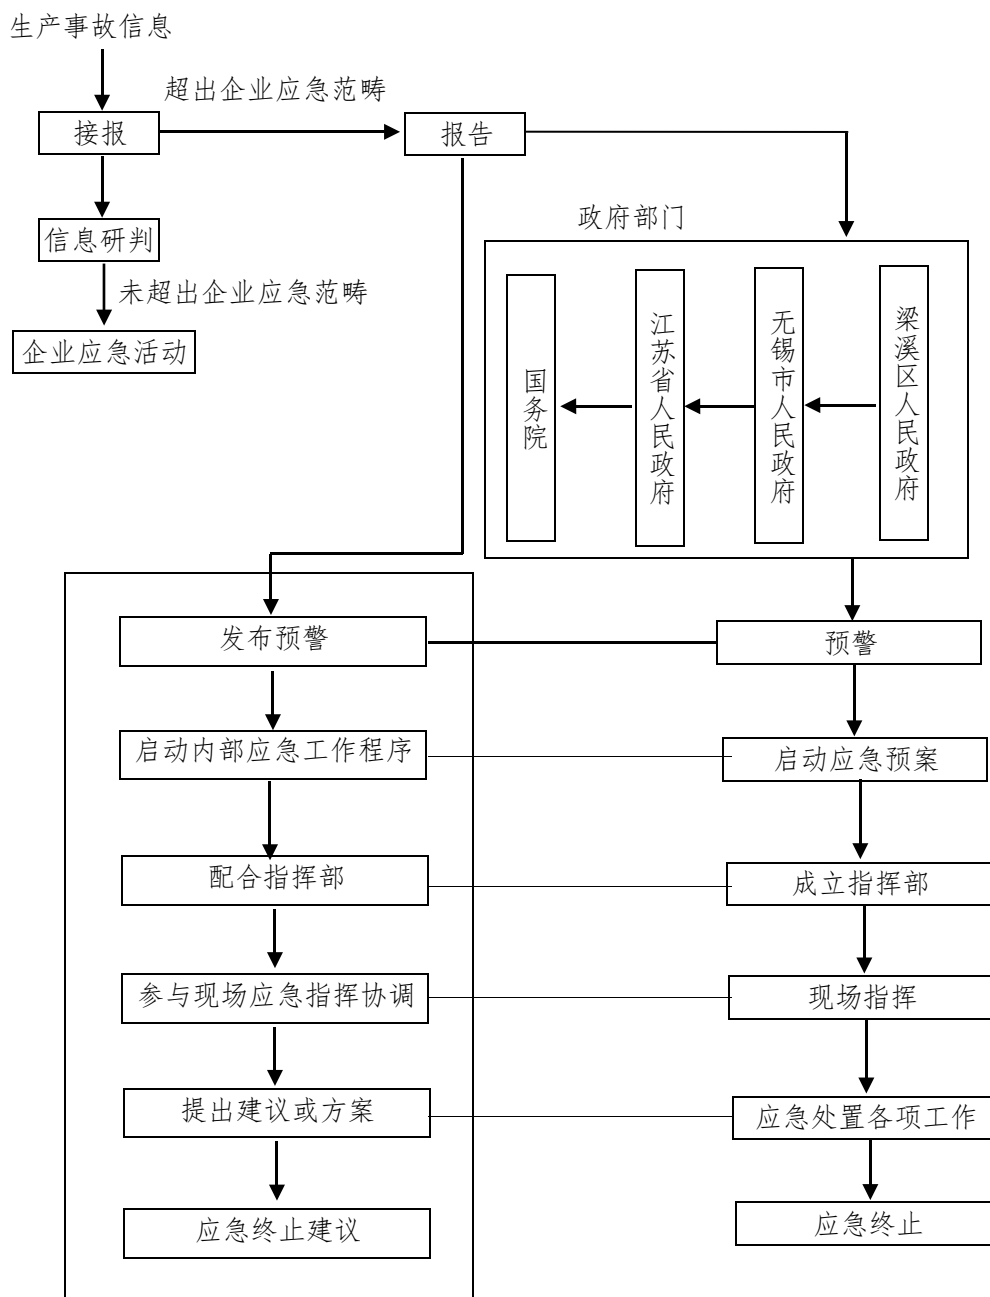 生产事故信息
超出企业应急范畴
接报
报告
政府部门
信息研判
未超出企业应急范畴
企业应急活动
国务院
江苏省人民政府
无锡市人民政府
梁溪区人民政府
发布预警
预警
启动内部应急工作程序
启动应急预案
配合指挥部
成立指挥部
参与现场应急指挥协调
现场指挥
提出建议或方案
应急处置各项工作
应急终止建议
应急终止